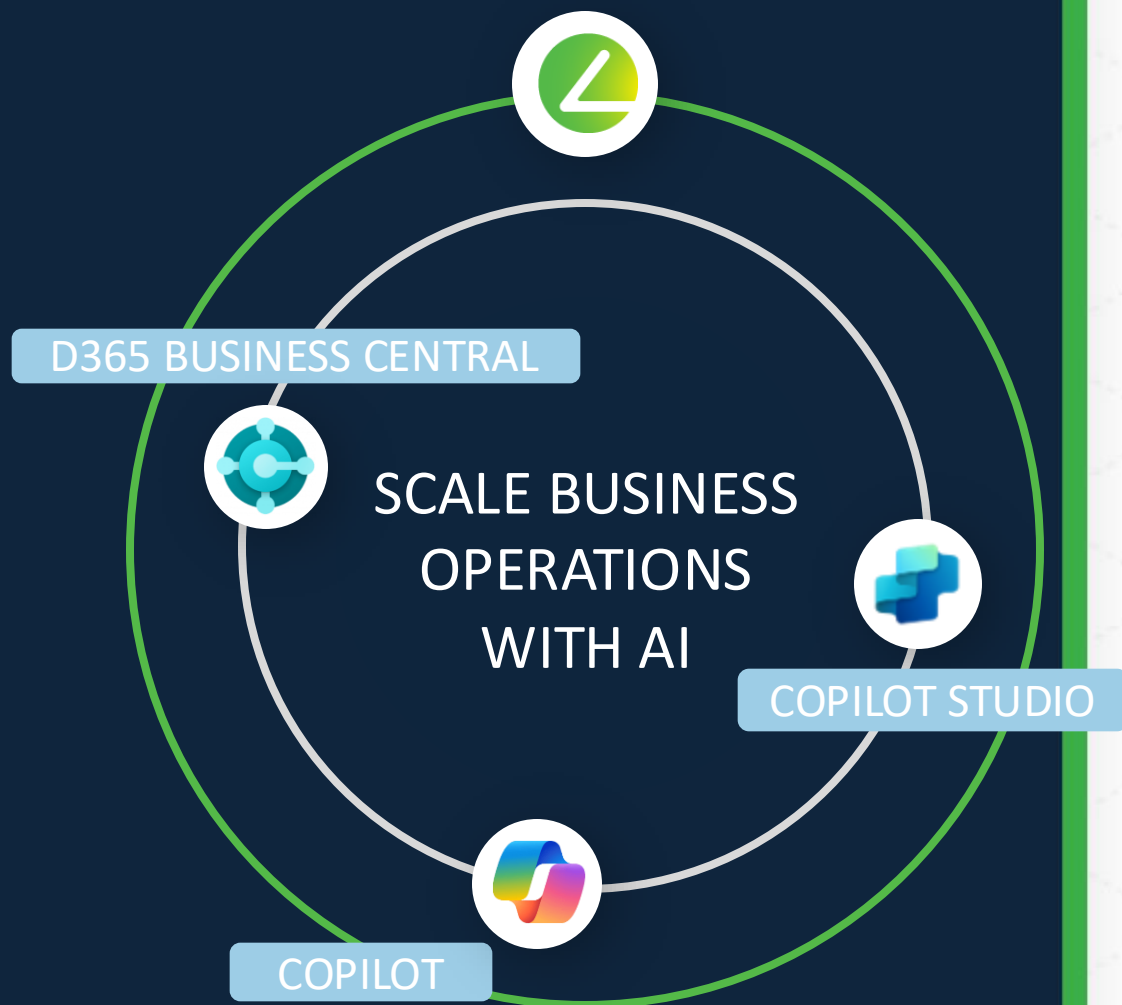 D365 BUSINESS CENTRAL
SCALE BUSINESS
OPERATIONS
WITH AI
COPILOT STUDIO
COPILOT